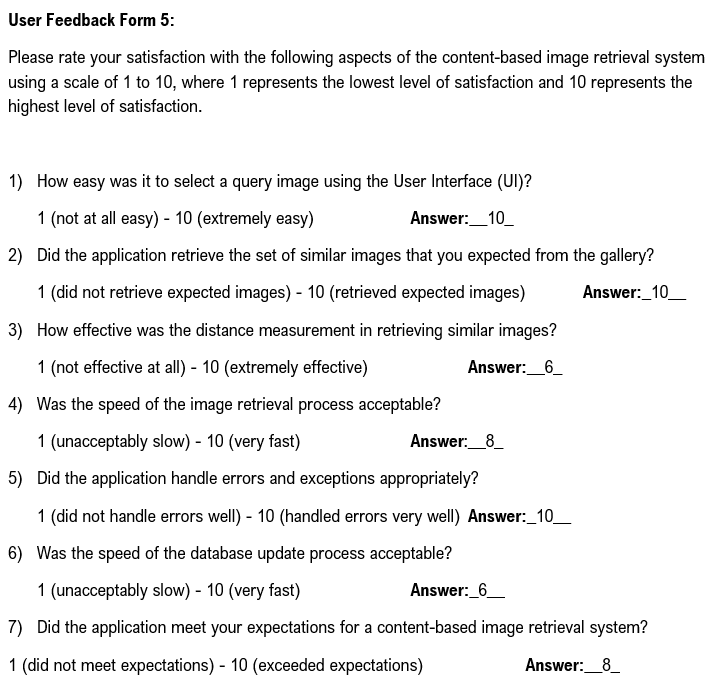 User Feedback Form 5:
Please rate your satisfaction with the following aspects of the content-based image retrieval system
using a scale of 1 to 10, where 1 represents the lowest level of satisfaction and 10 represents the
highest level of satisfaction.
1) How easy was it to select a query image using the User Interface (UI)?
1 (not at all easy) - 10 (extremely easy) Answer:__10_
2) Did the application retrieve the set of similar images that you expected from the gallery?
1 (did not retrieve expected images) - 10 (retrieved expected images) Answer:_10__
3) How effective was the distance measurement in retrieving similar images?
1 (not effective at all) - 10 (extremely effective) Answer:__6_
4) Was the speed of the image retrieval process acceptable?
1 (unacceptably slow) - 10 (very fast) Answer:__8_
5) Did the application handle errors and exceptions appropriately?
1 (did not handle errors well) - 10 (handled errors very well) Answer:_10__
6) Was the speed of the database update process acceptable?
1 (unacceptably slow) - 10 (very fast) Answer:_6__
7) Did the application meet your expectations for a content-based image retrieval system?
1 (did not meet expectations) - 10 (exceeded expectations) Answer:__8_